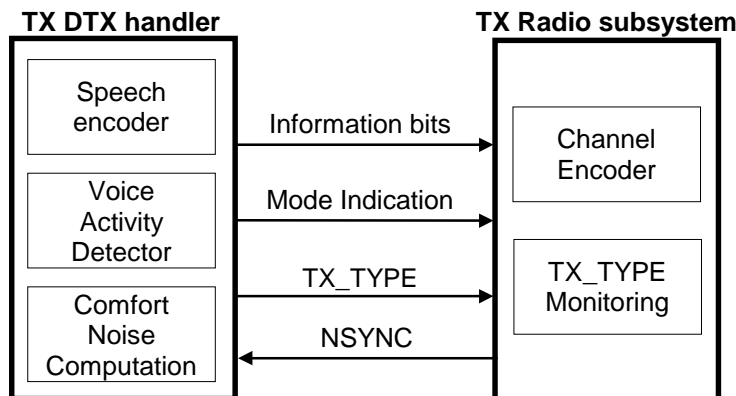 TX DTX handler
TX Radio subsystem
Speech
encoder
Information bits
Channel
Encoder
Voice
Activity
Detector
Mode Indication
TX_TYPE
TX_TYPE
Monitoring
Comfort
Noise
Computation
NSYNC